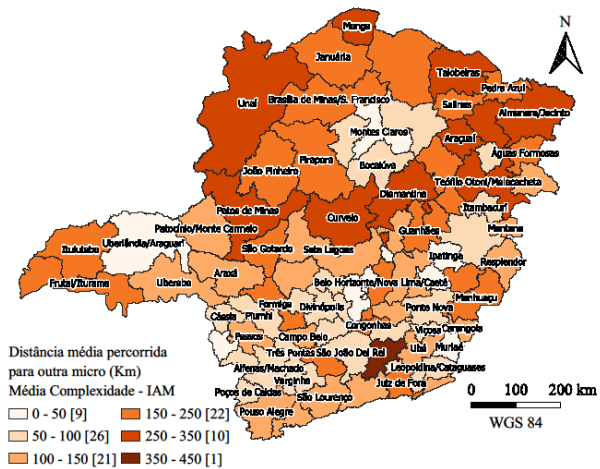 N
Manga
Januária
Taiobeiras
Pedra Azul
Unaí
Brasília de Minas/S. Francisco
Salinas
Almenara/Jacinto
Montes Claros
Araçuaí
Águas Formosas
Bocaiúva
João Pinheiro
Pirapora
Teófilo Otoni/Malacacheta
Diamantina
Itambacuri
Patos de Minas
Curvelo
Patrocínio/Monte Carmelo
Guanhães
Mantena
Uberlândia/Araguari
Ituiutaba
São Gotardo
Sete Lagoas
Ipatinga
Resplendor
Araxá
Frutal/Iturama
Uberaba
Belo Horizonte/Nova Lima/Caeté
Manhuaçu
Formiga
Divinópolis
Ponte Nova
Cássia
Piumhi
Congonhas
Viçosa
Carangola
Passos
Campo Belo
Ubá
Muriaé
Três Pontas
São João Del Rei
Alfenas/Machado
Leopoldina/Cataguases
Varginha
Juiz de Fora
Poços de Caldas
São Lourenço
Pouso Alegre
Distância média percorrida
para outra micro (Km)
Média Complexidade - IAM
0 - 50 [9]
150 - 250 [22]
50 - 100 [26]
250 - 350 [10]
100 - 150 [21]
350 - 450 [1]
0 100 200 km
WGS 84